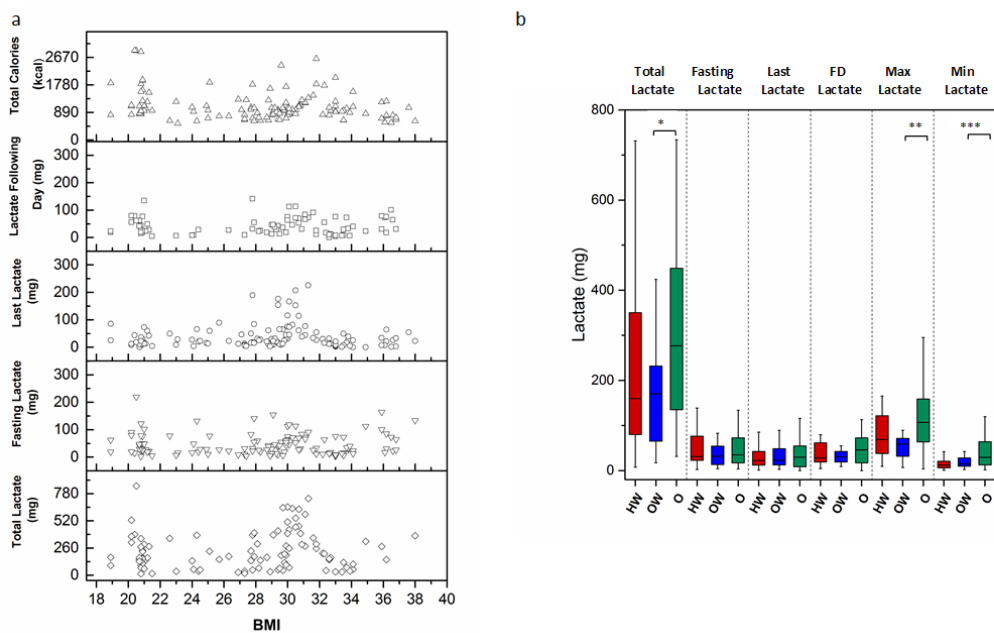 a
Total Calories
(kcal)
2670
1780
890
0
Lactate Following
Day (mg)
300
200
100
0
Last Lactate
(mg)
300
200
100
0
Fasting Lactate
(mg)
300
200
100
0
Total Lactate
(mg)
780
520
260
0
18 20 22 24 26 28 30 32 34 36 38 40
BMI
b
Total Lactate
Fasting Lactate
Last Lactate
FD Lactate
Max Lactate
Min Lactate
Lactate (mg)
800
600
400
200
0
* ** ***
HW OW O HW OW O HW OW O HW OW O HW OW O HW OW O